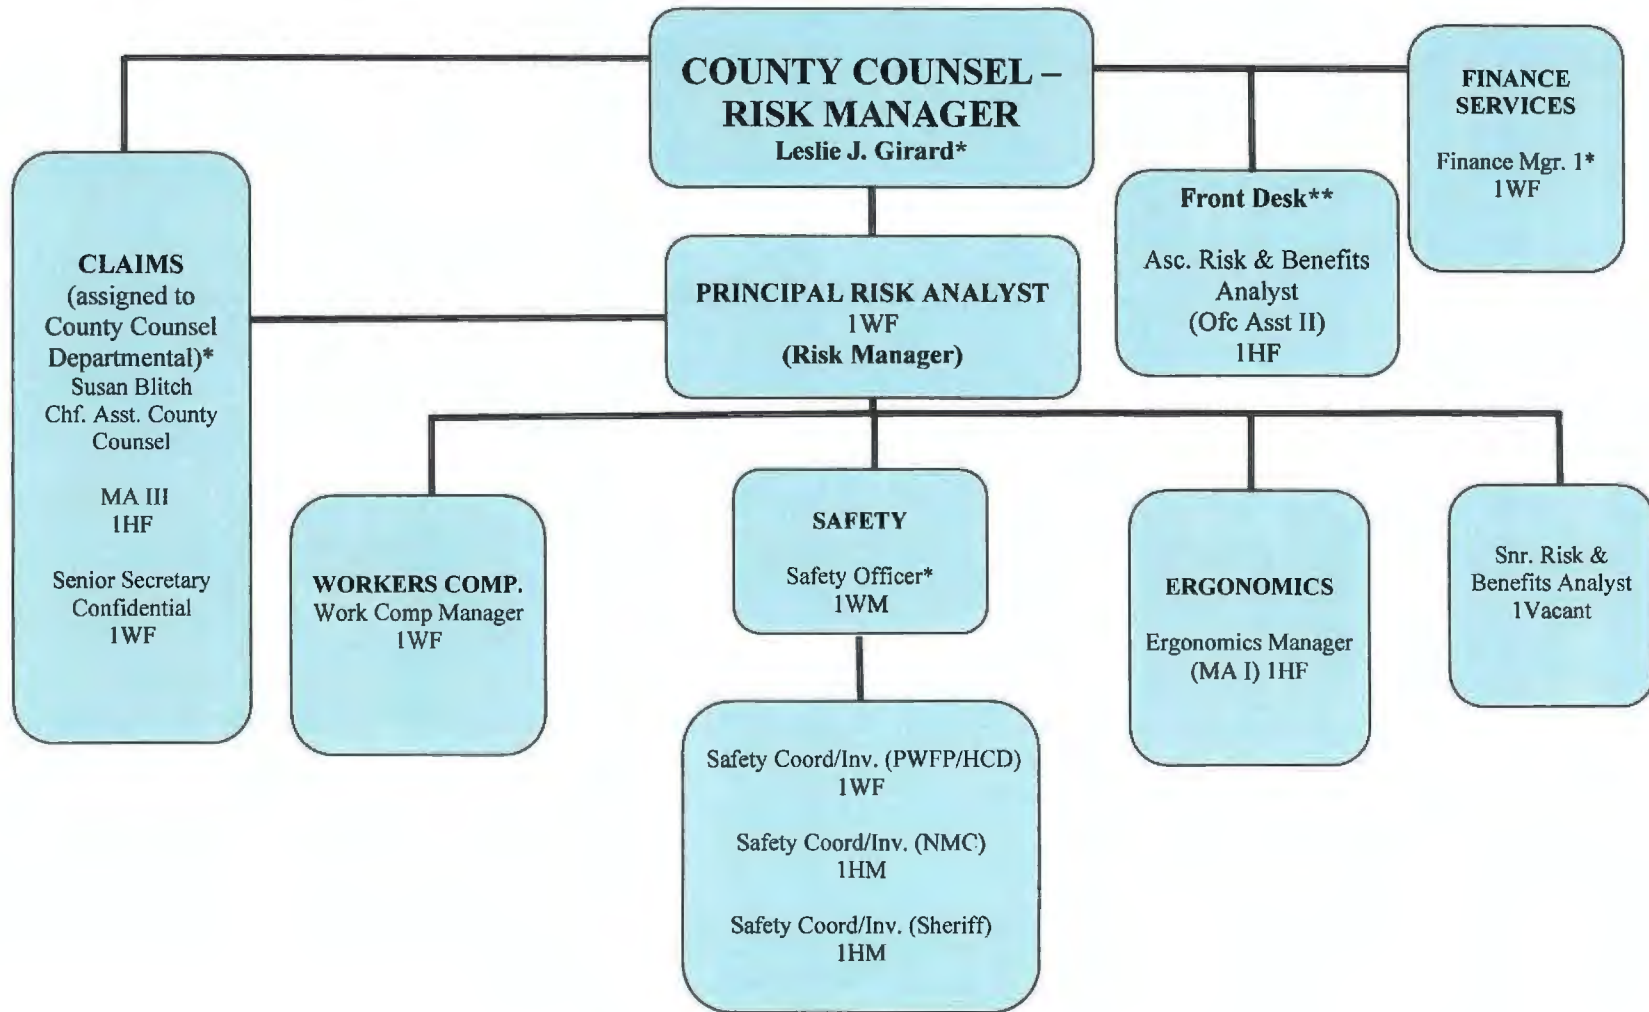 COUNTY COUNSEL –
RISK MANAGER
Leslie J. Girard*
FINANCE
SERVICES
Finance Mgr. 1*
1WF
Front Desk**
Asc. Risk & Benefits
Analyst
(Ofc Asst II)
1HF
CLAIMS
(assigned to
County Counsel
Departmental)*
Susan Blitch
Chf. Asst. County
Counsel
MA III
1HF
Senior Secretary
Confidential
1WF
PRINCIPAL RISK ANALYST
1WF
(Risk Manager)
WORKERS COMP.
Work Comp Manager
1WF
SAFETY
Safety Officer*
1WM
ERGONOMICS
Ergonomics Manager
(MA I) 1HF
Snr. Risk &
Benefits Analyst
1Vacant
Safety Coord/Inv. (PWFP/HCD)
1WF
Safety Coord/Inv. (NMC)
1HM
Safety Coord/Inv. (Sheriff)
1HM